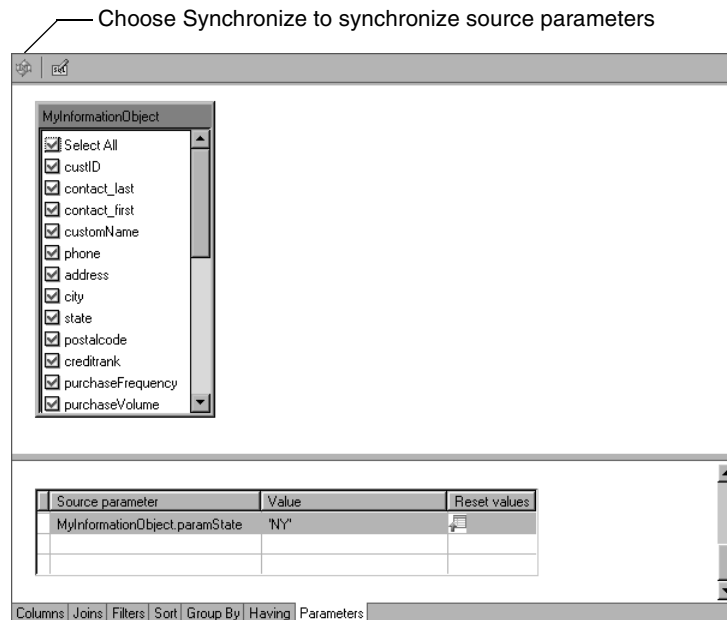 Choose Synchronize to synchronize source parameters
SQL
MyInformationObject
Select All
custID
contact_last
contact_first
customName
phone
address
city
state
postalcode
creditrank
purchaseFrequency
purchaseVolume
Source parameter Value Reset values
MyInformationObject.paramState 'NY'
Columns Joins Filters Sort Group By Having Parameters